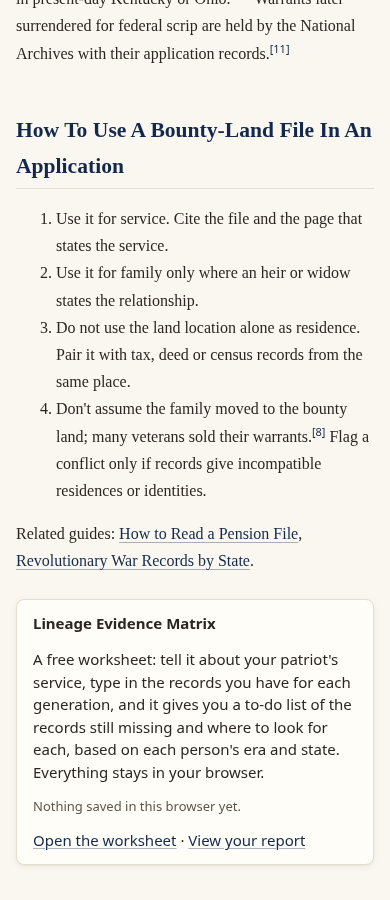 surrendered for federal scrip are held by the National
Archives with their application records.[11]
How To Use A Bounty-Land File In An
Application
1. Use it for service. Cite the file and the page that
states the service.
2. Use it for family only where an heir or widow
states the relationship.
3. Do not use the land location alone as residence.
Pair it with tax, deed or census records from the
same place.
4. Don't assume the family moved to the bounty
land; many veterans sold their warrants.[8] Flag a
conflict only if records give incompatible
residences or identities.
Related guides: How to Read a Pension File,
Revolutionary War Records by State.
Lineage Evidence Matrix
A free worksheet: tell it about your patriot's
service, type in the records you have for each
generation, and it gives you a to-do list of the
records still missing and where to look for
each, based on each person's era and state.
Everything stays in your browser.
Nothing saved in this browser yet.
Open the worksheet · View your report